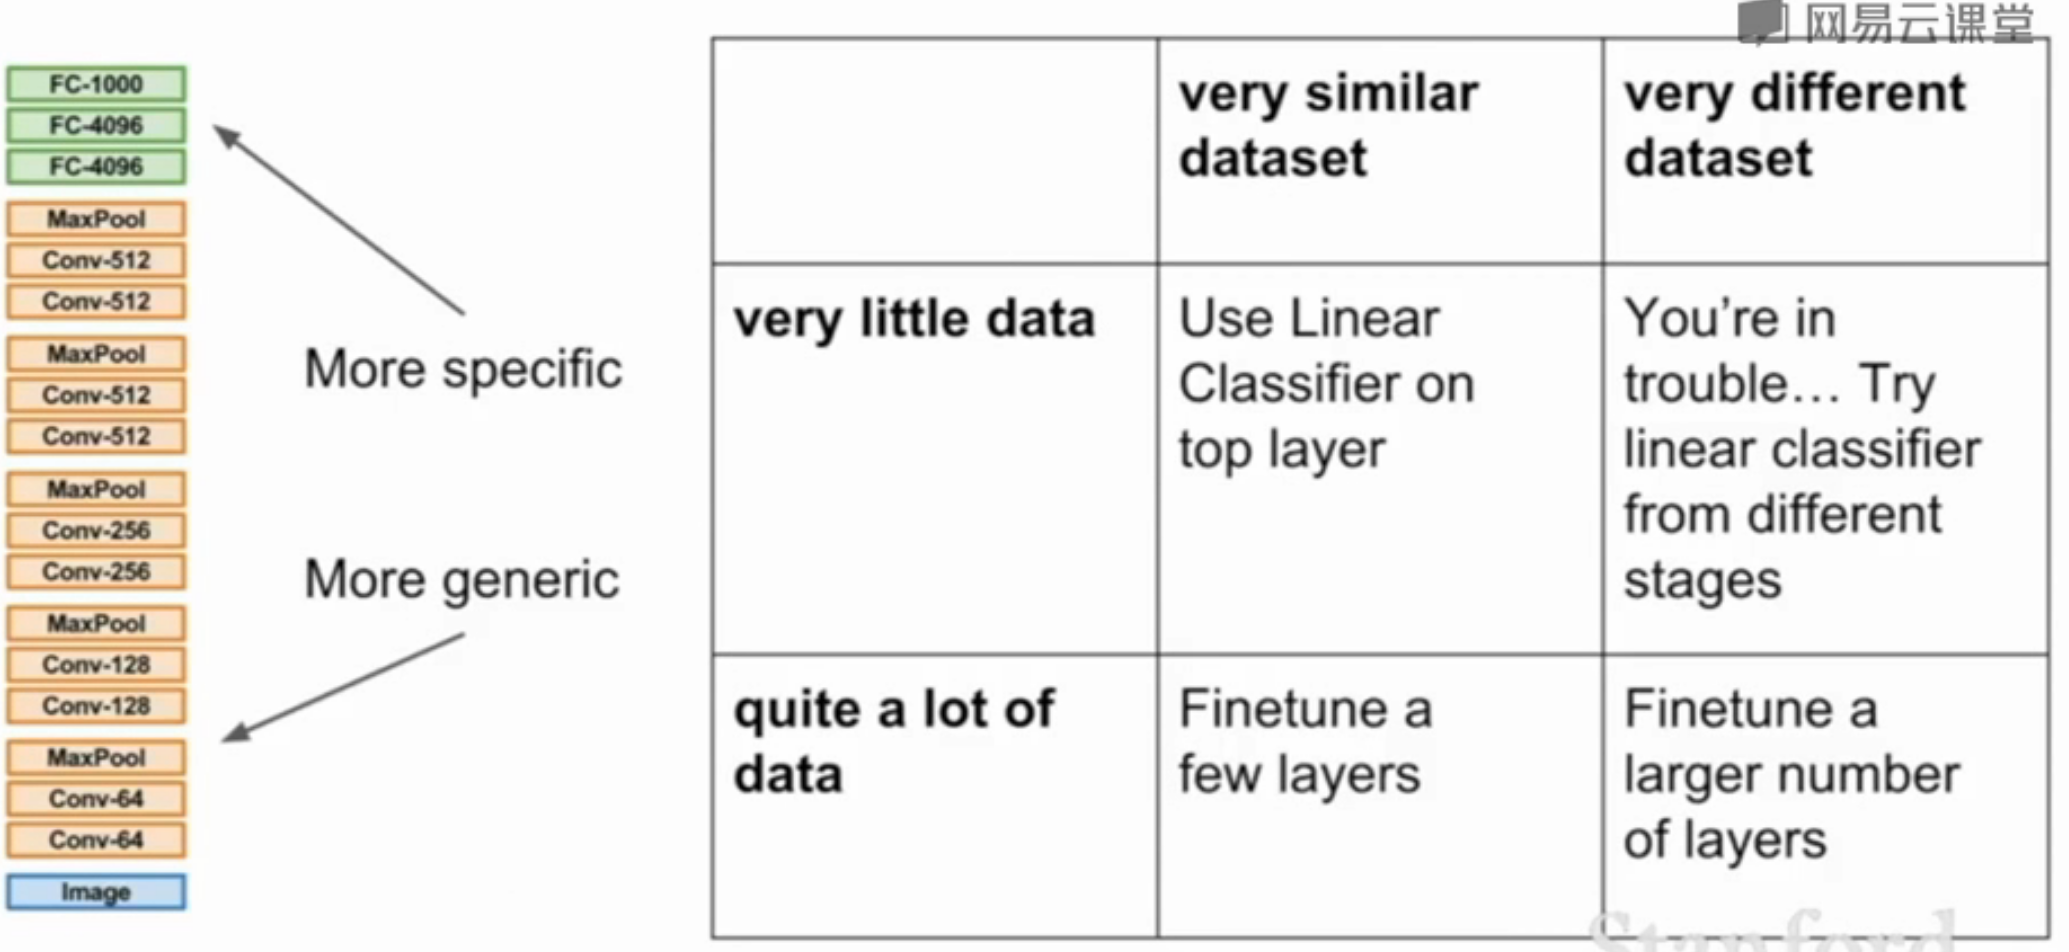 网易云课堂
FC-1000
FC-4096
FC-4096
MaxPool
Conv-512
Conv-512
MaxPool
Conv-512
Conv-512
MaxPool
Conv-256
Conv-256
MaxPool
Conv-128
Conv-128
MaxPool
Conv-64
Conv-64
Image
More specific
More generic
very similar
dataset
very different
dataset
very little data
Use Linear
Classifier on
top layer
You're in
trouble… Try
linear classifier
from different
stages
quite a lot of
data
Finetune a
few layers
Finetune a
larger number
of layers
Stanford